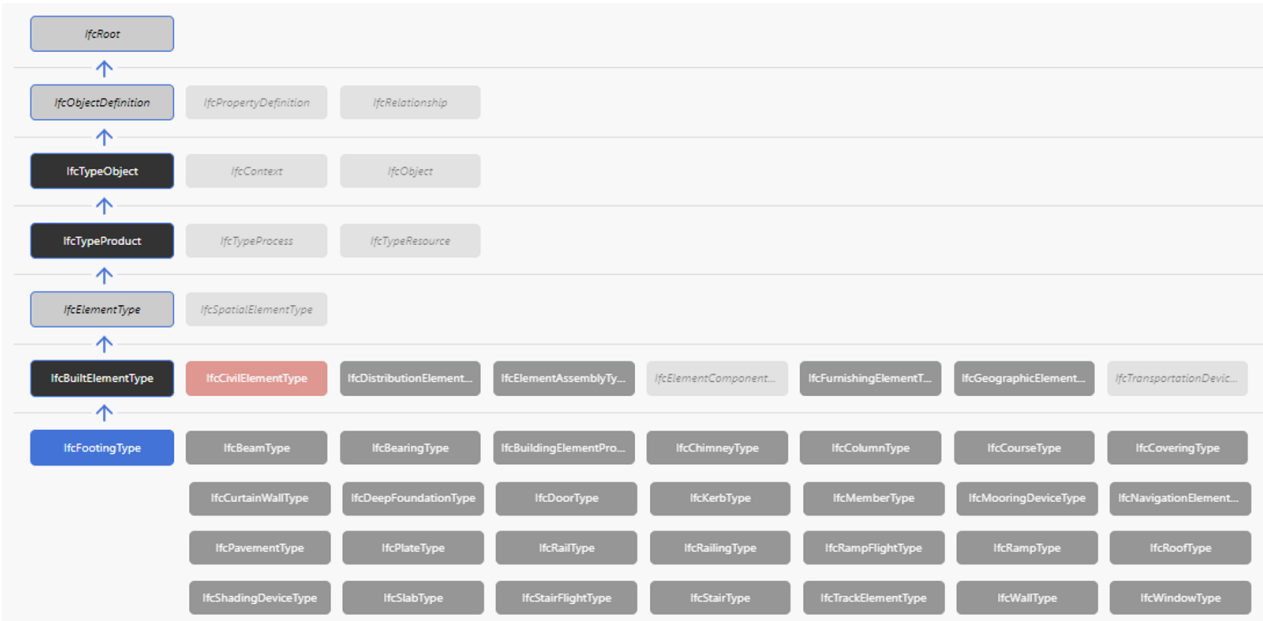 IfcRoot
IfcObjectDefinition IfcPropertyDefinition IfcRelationship
IfcTypeObject IfcContext IfcObject
IfcTypeProduct IfcTypeProcess IfcTypeResource
IfcElementType IfcSpatialElementType
IfcBuiltElementType IfcCivilElementType IfcDistributionElement... IfcElementAssemblyTy... IfcElementComponent... IfcFurnishingElementT... IfcGeographicElement... IfcTransportationDevic...
IfcFootingType IfcBeamType IfcBearingType IfcBuildingElementPro... IfcChimneyType IfcColumnType IfcCourseType IfcCoveringType
IfcCurtainWallType IfcDeepFoundationType IfcDoorType IfcKerbType IfcMemberType IfcMooringDeviceType IfcNavigationElement...
IfcPavementType IfcPlateType IfcRailType IfcRailingType IfcRampFlightType IfcRampType IfcRoofType
IfcShadingDeviceType IfcSlabType IfcStairFlightType IfcStairType IfcTrackElementType IfcWallType IfcWindowType